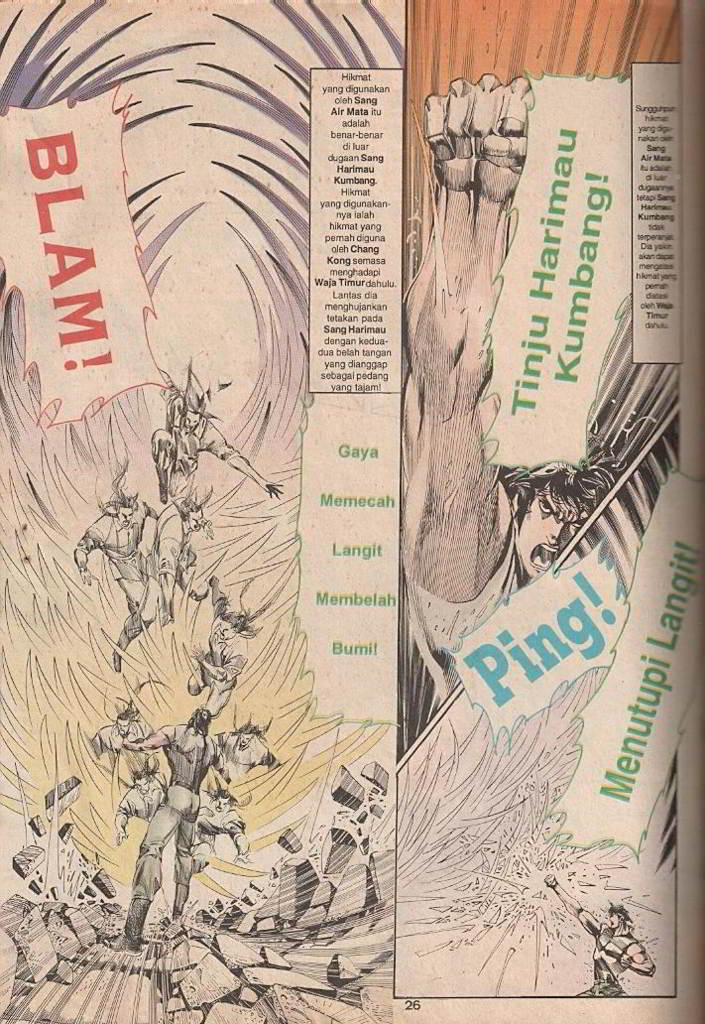 BLAM!
Hikmat
yang digunakan
oleh Sang
Air Mata itu
adalah
benar-benar
di luar
dugaan Sang
Harimau
Kumbang.
Hikmat
yang digunakan-
nya ialah
hikmat yang
pernah diguna
oleh Chang
Kong semasa
menghadapi
Waja Timur dahulu.
Lantas dia
menghujankan
tetakan pada
Sang Harimau
dengan kedua-
dua belah tangan
yang dianggap
sebagai pedang
yang tajam!
Gaya
Memecah
Langit
Membelah
Bumi!
Tinju Harimau
Kumbang!
Sungguhpun
hikmat
yang digu-
nakan oleh
Sang
Air Mata
itu adalah
di luar
dugaannya
tetapi Sang
Harimau
Kumbang
tidak
terperanjat.
Dia yakin
akan dapat
mengatasi
hikmat yang
pernah
diatasi
oleh Waja
Timur
dahulu.
Ping!
Menutupi Langit!
26